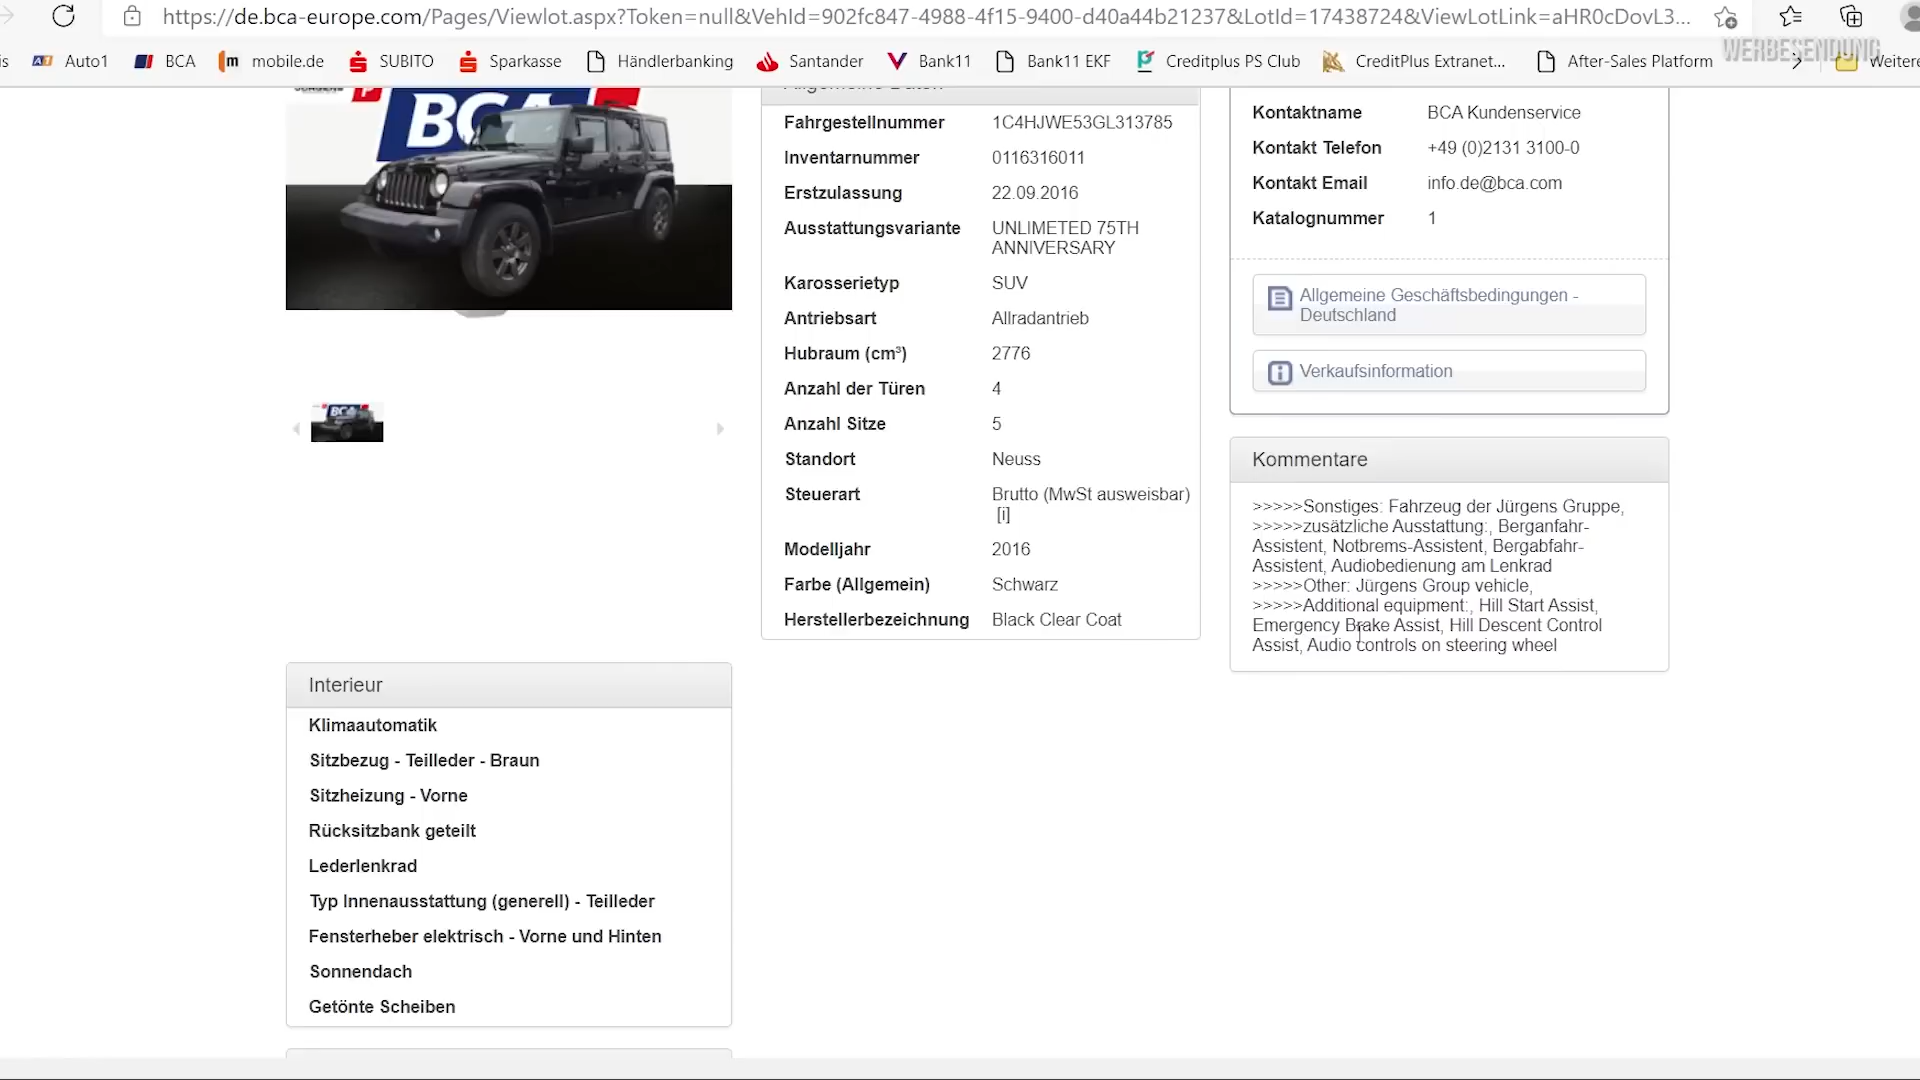 https://de.bca-europe.com/Pages/Viewlot.aspx?Token=null&VehId=902fc847-4988-4f15-9400-d40a44b21237&LotId=17438724&ViewLotLink=aHR0cDovL3...
WERBESENDUNG
is Auto1 BCA mobile.de SUBITO Sparkasse Händlerbanking Santander Bank11 Bank11 EKF Creditplus PS Club CreditPlus Extranet... After-Sales Platform Weitere
BCA
Allgemeine Daten
Fahrgestellnummer 1C4HJWE53GL313785
Inventarnummer 0116316011
Erstzulassung 22.09.2016
Ausstattungsvariante UNLIMETED 75TH
ANNIVERSARY
Karosserietyp SUV
Antriebsart Allradantrieb
Hubraum (cm³) 2776
Anzahl der Türen 4
Anzahl Sitze 5
Standort Neuss
Steuerart Brutto (MwSt ausweisbar)
[i]
Modelljahr 2016
Farbe (Allgemein) Schwarz
Herstellerbezeichnung Black Clear Coat
Kontaktname BCA Kundenservice
Kontakt Telefon +49 (0)2131 3100-0
Kontakt Email info.de@bca.com
Katalognummer 1
Allgemeine Geschäftsbedingungen -
Deutschland
Verkaufsinformation
Kommentare
>>>>>Sonstiges: Fahrzeug der Jürgens Gruppe,
>>>>>zusätzliche Ausstattung:, Berganfahr-
Assistent, Notbrems-Assistent, Bergabfahr-
Assistent, Audiobedienung am Lenkrad
>>>>>Other: Jürgens Group vehicle,
>>>>>Additional equipment:, Hill Start Assist,
Emergency Brake Assist, Hill Descent Control
Assist, Audio controls on steering wheel
BCA
Interieur
Klimaautomatik
Sitzbezug - Teilleder - Braun
Sitzheizung - Vorne
Rücksitzbank geteilt
Lederlenkrad
Typ Innenausstattung (generell) - Teilleder
Fensterheber elektrisch - Vorne und Hinten
Sonnendach
Getönte Scheiben